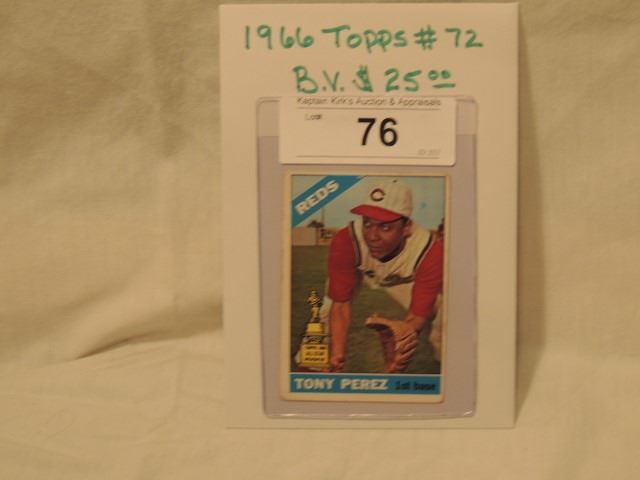 1966 Topps # 72
B.V. $ 25.00
Kaptain Kirk's Auction & Appraisals
Lot#
76
REDS
C
TONY PEREZ 1st base